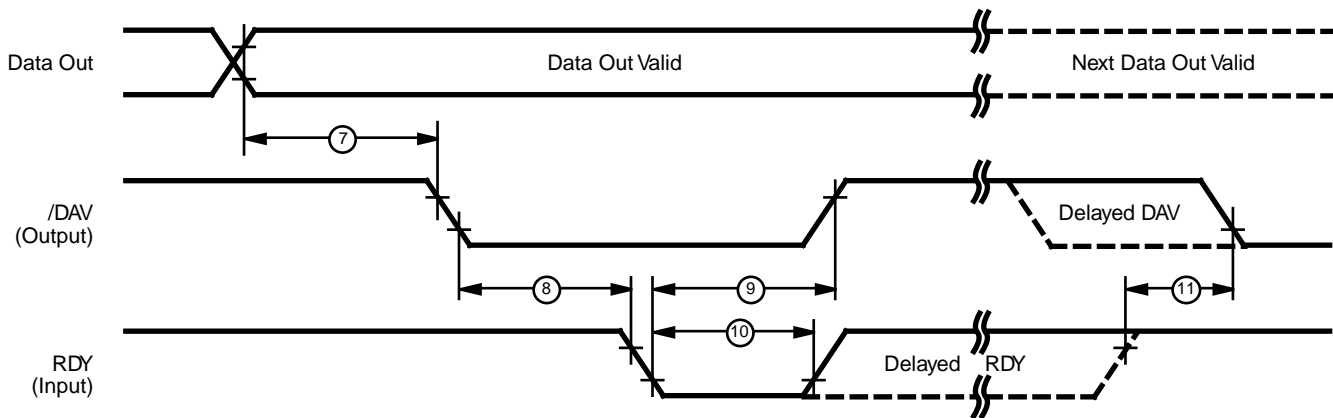 Data Out
Data Out Valid
Next Data Out Valid
7
/DAV
(Output)
Delayed DAV
8
9
11
10
RDY
(Input)
Delayed RDY